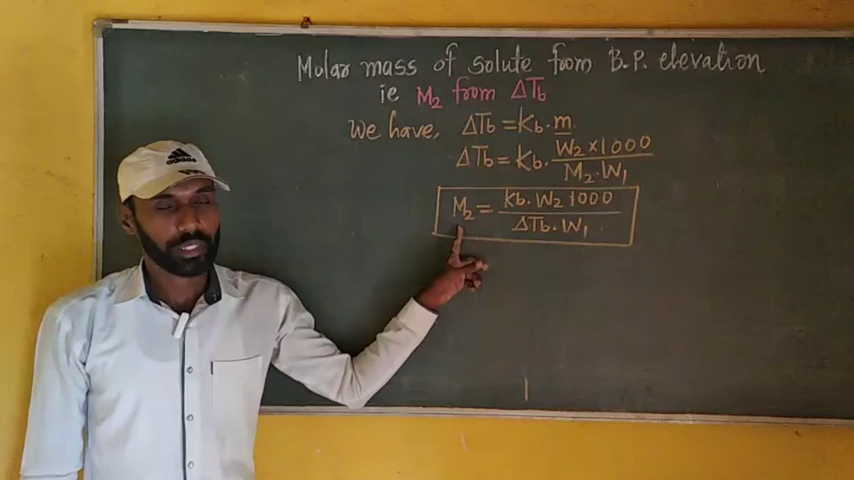 Molar mass of solute from B.P. elevation
ie M₂ from ΔTb
We have, ΔTb = Kb. m
ΔTb = Kb. W₂ × 1000 / M₂. W₁
M₂ = Kb. W₂ 1000 / ΔTb. W₁